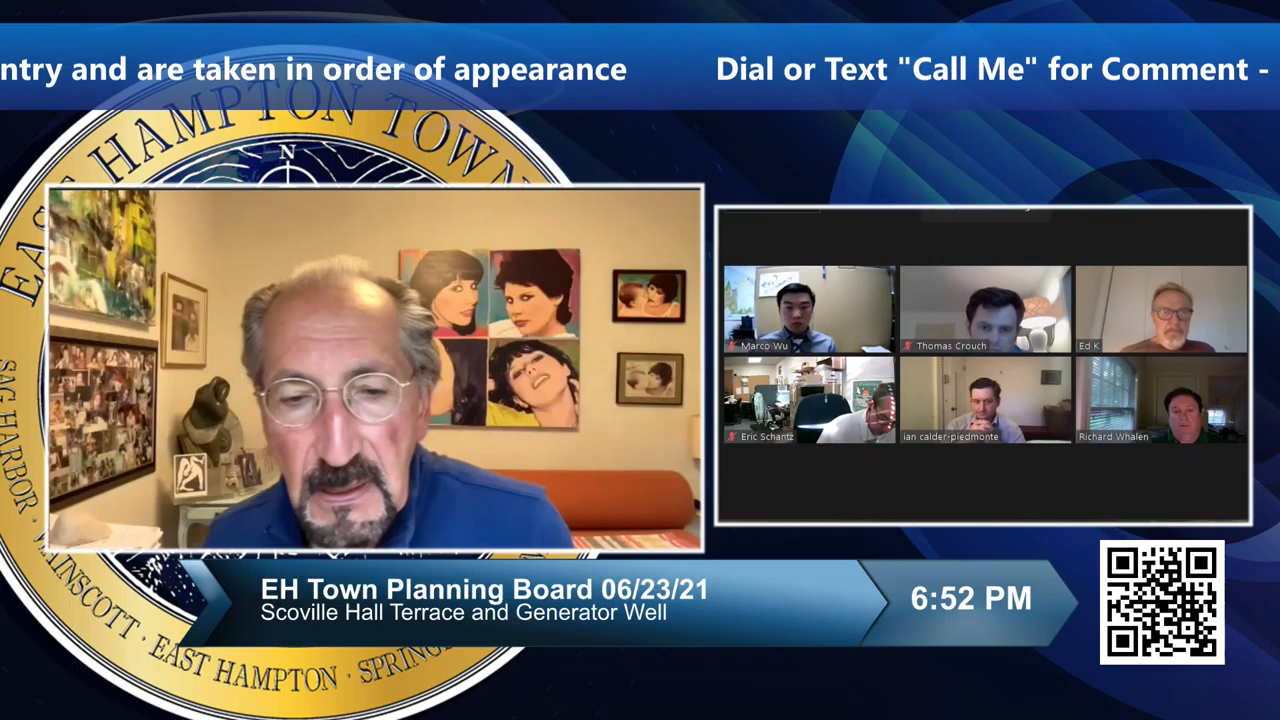 ntry and are taken in order of appearance
Dial or Text "Call Me" for Comment -
EAST HAMPTON TOWN
N
Marco Wu
Thomas Crouch
Ed K
Eric Schantz
ian calder-piedmonte
Richard Whalen
EH Town Planning Board 06/23/21
Scoville Hall Terrace and Generator Well
6:52 PM
SAG HARBOR · WAINSCOTT · EAST HAMPTON · SPRING